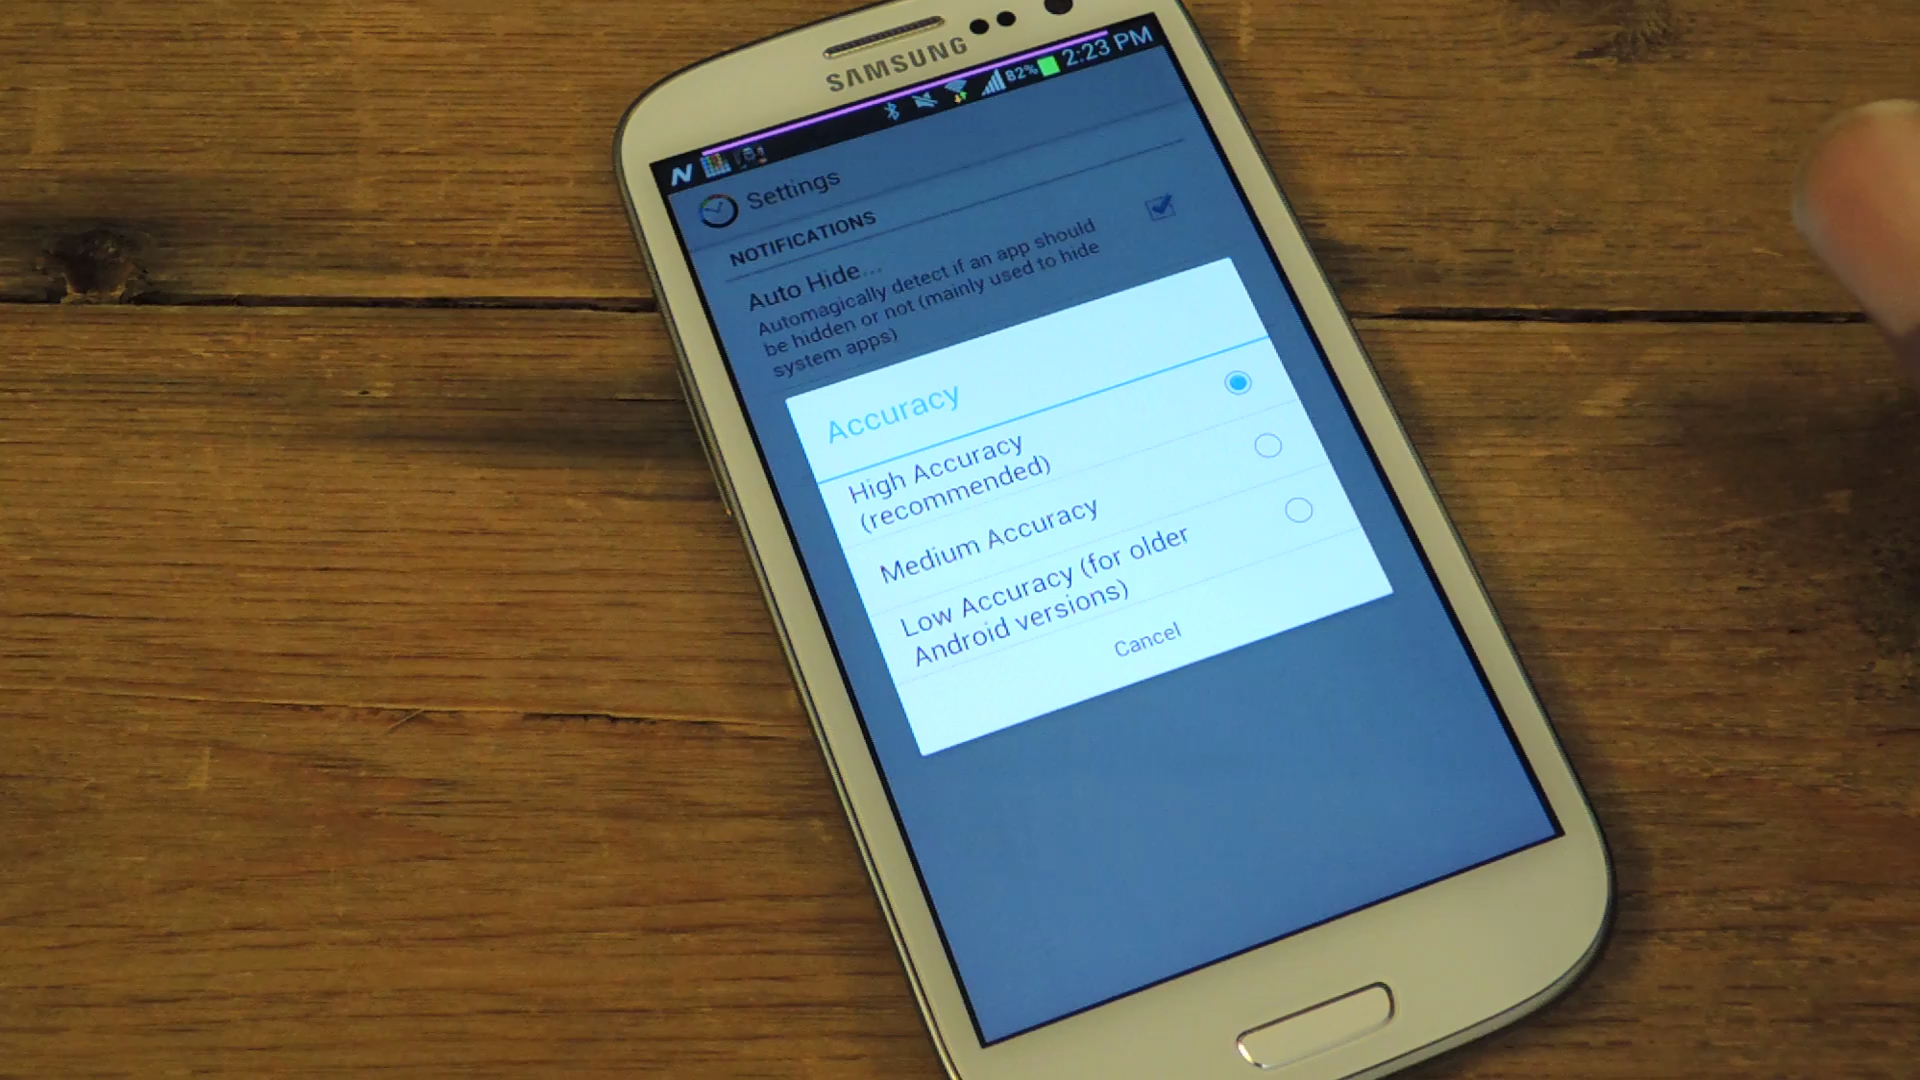 SAMSUNG
N 82% 2:23 PM
Settings
NOTIFICATIONS
Auto Hide...
Automagically detect if an app should
be hidden or not (mainly used to hide
system apps)
Accuracy
High Accuracy
(recommended)
Medium Accuracy
Low Accuracy (for older
Android versions)
Cancel